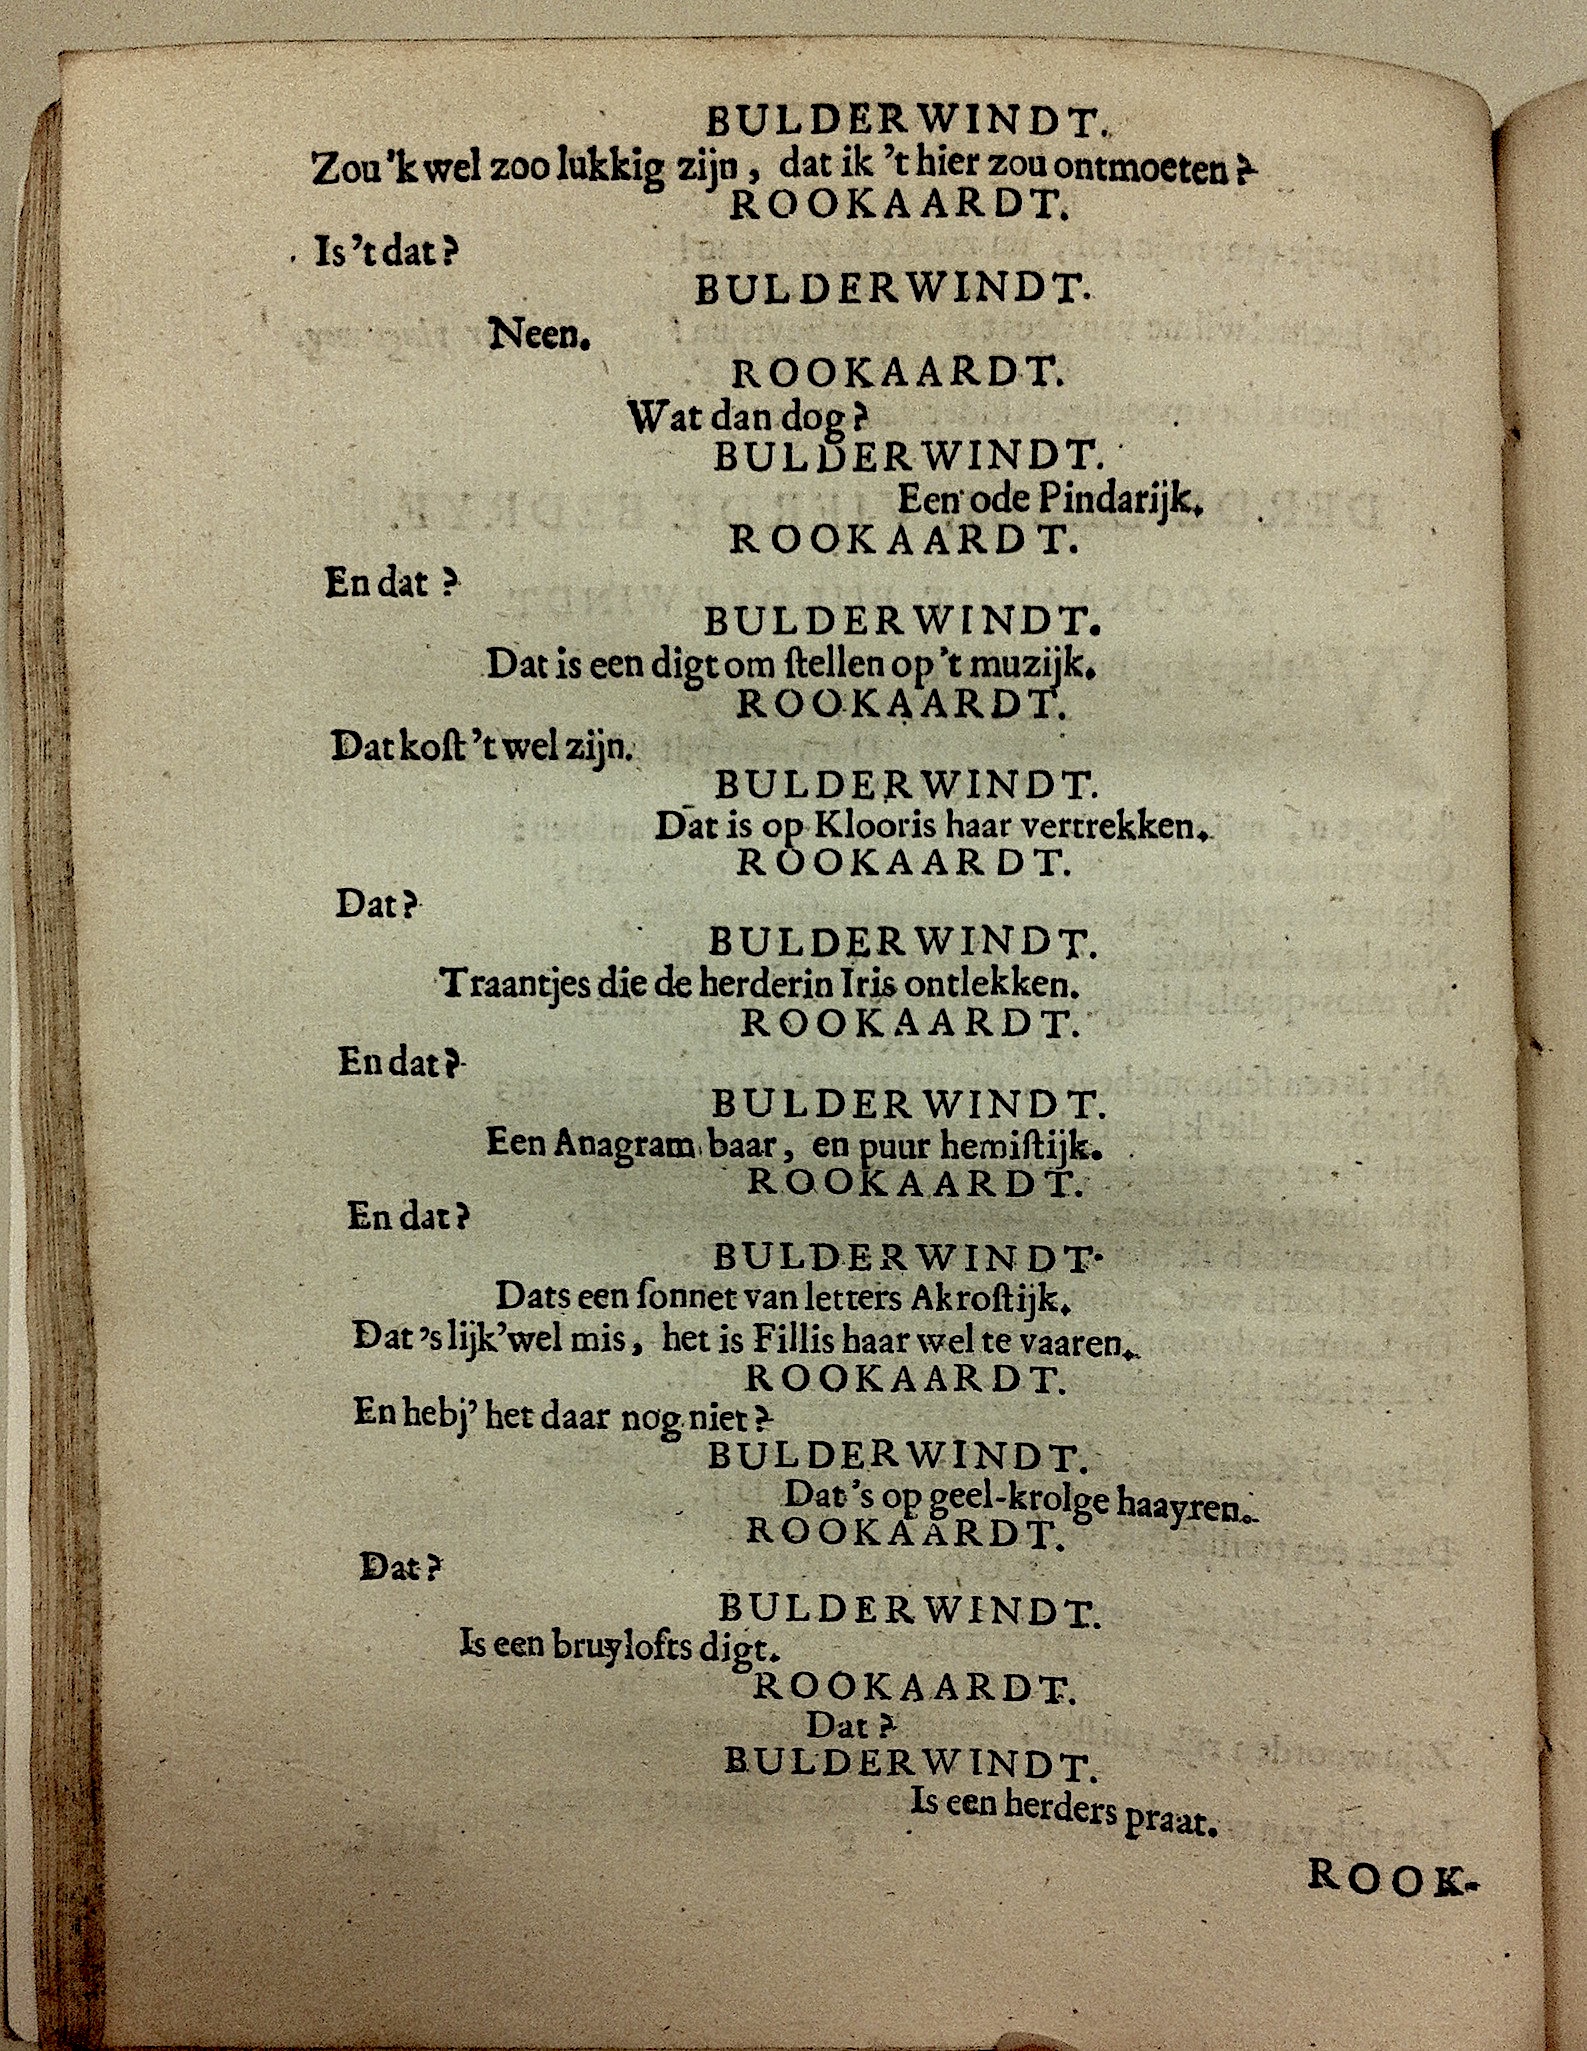 BULDERWINDT.
Zou 'k wel zoo lukkig zijn, dat ik 't hier zou ontmoeten?
ROOKAARDT.
Is 't dat?
BULDERWINDT.
Neen.
ROOKAARDT.
Wat dan dog?
BULDERWINDT.
Een ode Pindarijk.
ROOKAARDT.
En dat?
BULDERWINDT.
Dat is een digt om ſtellen op 't muzijk.
ROOKAARDT.
Dat koſt 't wel zijn.
BULDERWINDT.
Dat is op Klooris haar vertrekken.
ROOKAARDT.
Dat?
BULDERWINDT.
Traantjes die de herderin Iris ontlekken.
ROOKAARDT.
En dat?
BULDERWINDT.
Een Anagram baar, en puur hemiſtijk.
ROOKAARDT.
En dat?
BULDERWINDT.
Dats een ſonnet van letters Akroſtijk.
Dat 's lijk'wel mis, het is Fillis haar wel te vaaren.
ROOKAARDT.
En hebj' het daar nog niet?
BULDERWINDT.
Dat 's op geel-krolge haayren.
ROOKAARDT.
Dat?
BULDERWINDT.
Is een bruylofts digt.
ROOKAARDT.
Dat?
BULDERWINDT.
Is een herders praat.
ROOK-